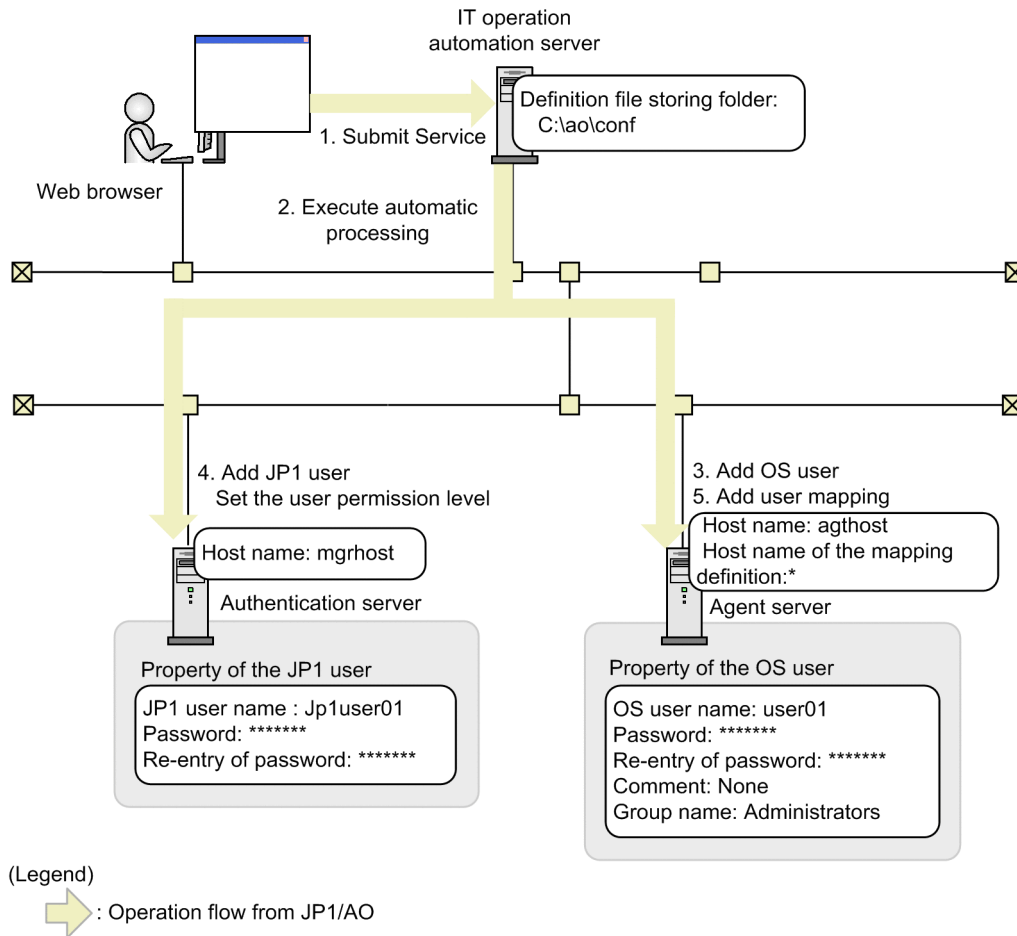 IT operation
automation server
Definition file storing folder:
C:\ao\conf
1. Submit Service
Web browser
2. Execute automatic
processing
4. Add JP1 user
Set the user permission level
3. Add OS user
5. Add user mapping
Host name: mgrhost
Host name: agthost
Host name of the mapping
definition:*
Authentication server
Agent server
Property of the JP1 user
JP1 user name : Jp1user01
Password: *******
Re-entry of password: *******
Property of the OS user
OS user name: user01
Password: *******
Re-entry of password: *******
Comment: None
Group name: Administrators
(Legend)
: Operation flow from JP1/AO